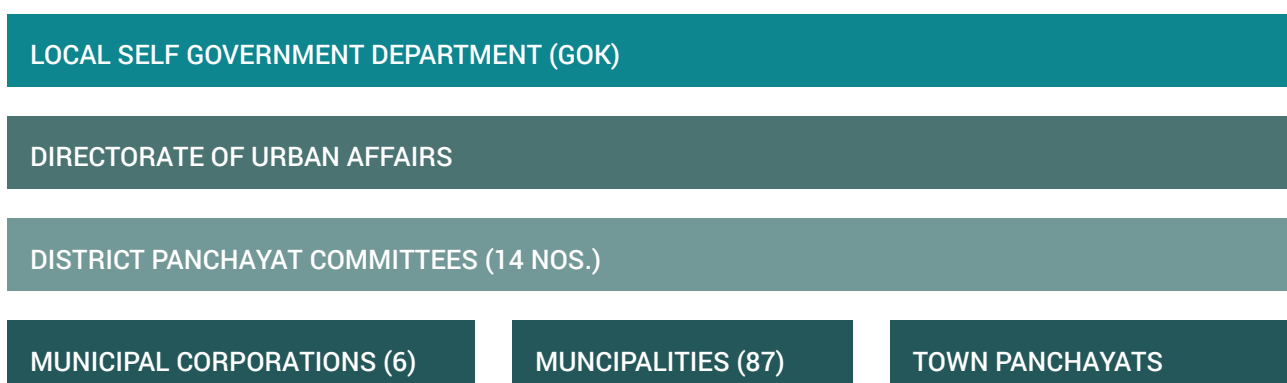 LOCAL SELF GOVERNMENT DEPARTMENT (GOK)
DIRECTORATE OF URBAN AFFAIRS
DISTRICT PANCHAYAT COMMITTEES (14 NOS.)
MUNICIPAL CORPORATIONS (6)
MUNCIPALITIES (87)
TOWN PANCHAYATS